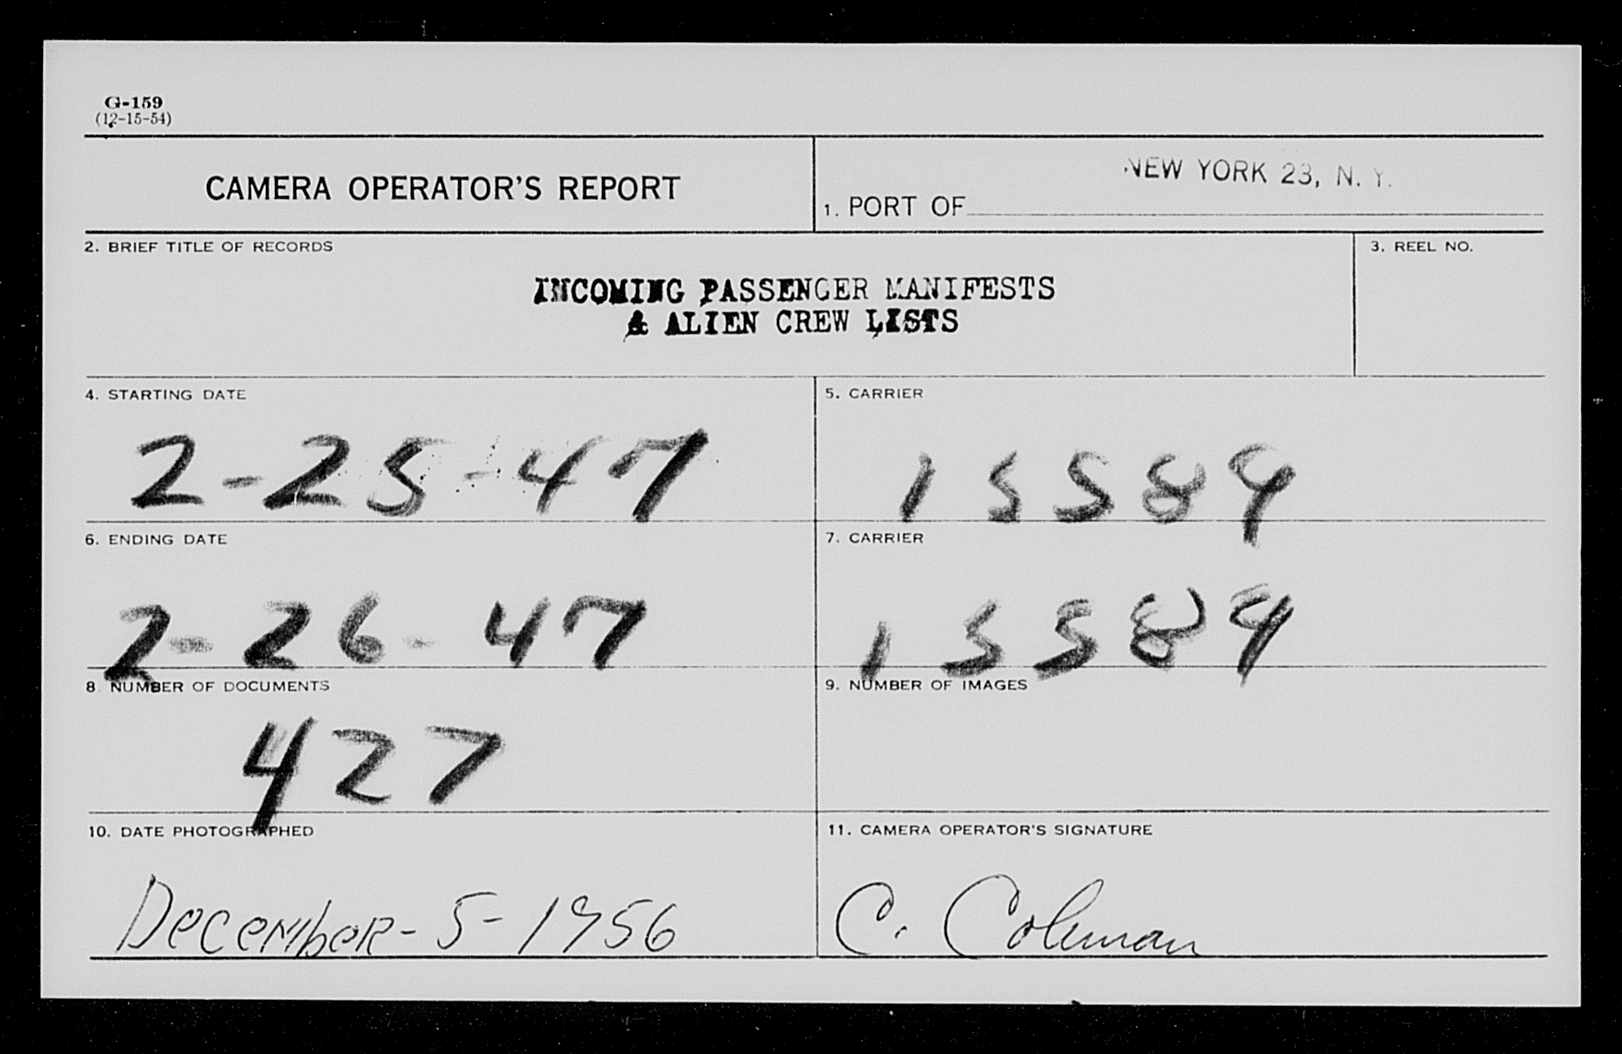 G-159
(12-15-54)
CAMERA OPERATOR'S REPORT
NEW YORK 23, N. Y.
1. PORT OF
2. BRIEF TITLE OF RECORDS
3. REEL NO.
INCOMING PASSENGER MANIFESTS
& ALIEN CREW LISTS
4. STARTING DATE
5. CARRIER
2-25-47
15589
6. ENDING DATE
7. CARRIER
2-26-47
15589
8. NUMBER OF DOCUMENTS
9. NUMBER OF IMAGES
427
10. DATE PHOTOGRAPHED
11. CAMERA OPERATOR'S SIGNATURE
December-5-1956
C. Coleman